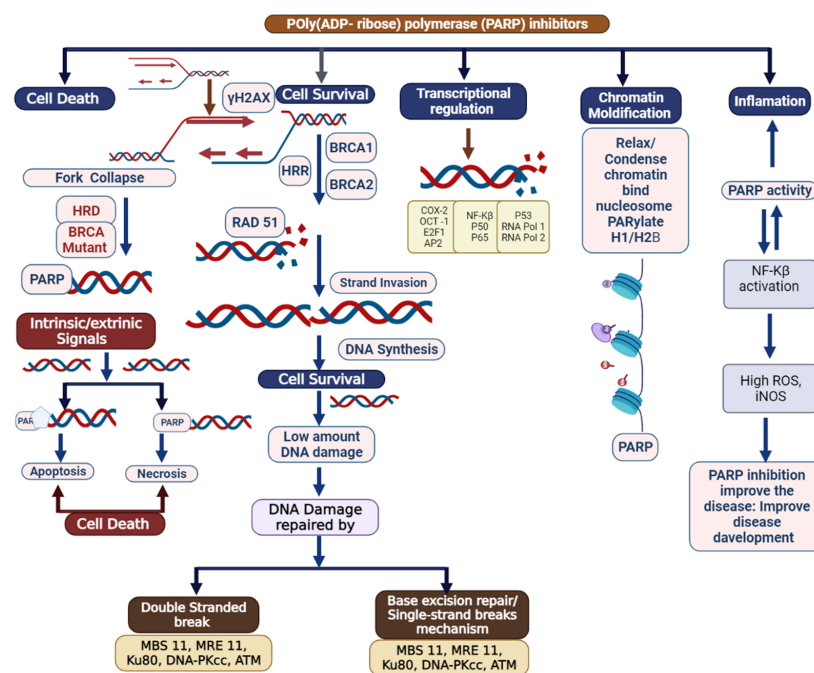 POly(ADP- ribose) polymerase (PARP) inhibitors
Cell Death
γH2AX
Fork Collapse
HRD
BRCA
Mutant
PARP
Intrinsic/extrinic
Signals
PARP
Apoptosis
Necrosis
Cell Death
Cell Survival
BRCA1
HRR
BRCA2
RAD 51
Strand Invasion
DNA Synthesis
Cell Survival
Low amount
DNA damage
DNA Damage
repaired by
Double Stranded
break
MBS 11, MRE 11,
Ku80, DNA-PKcc, ATM
Base excision repair/
Single-strand breaks
mechanism
MBS 11, MRE 11,
Ku80, DNA-PKcc, ATM
Transcriptional
regulation
COX-2
OCT -1
E2F1
AP2
NF-Kβ
P50
P65
P53
RNA Pol 1
RNA Pol 2
Chromatin
Moldification
Relax/
Condense
chromatin
bind
nucleosome
PARylate
H1/H2B
PARP
Inflamation
PARP activity
NF-Kβ
activation
High ROS,
iNOS
PARP inhibition
improve the
disease: Improve
disease
davelopment